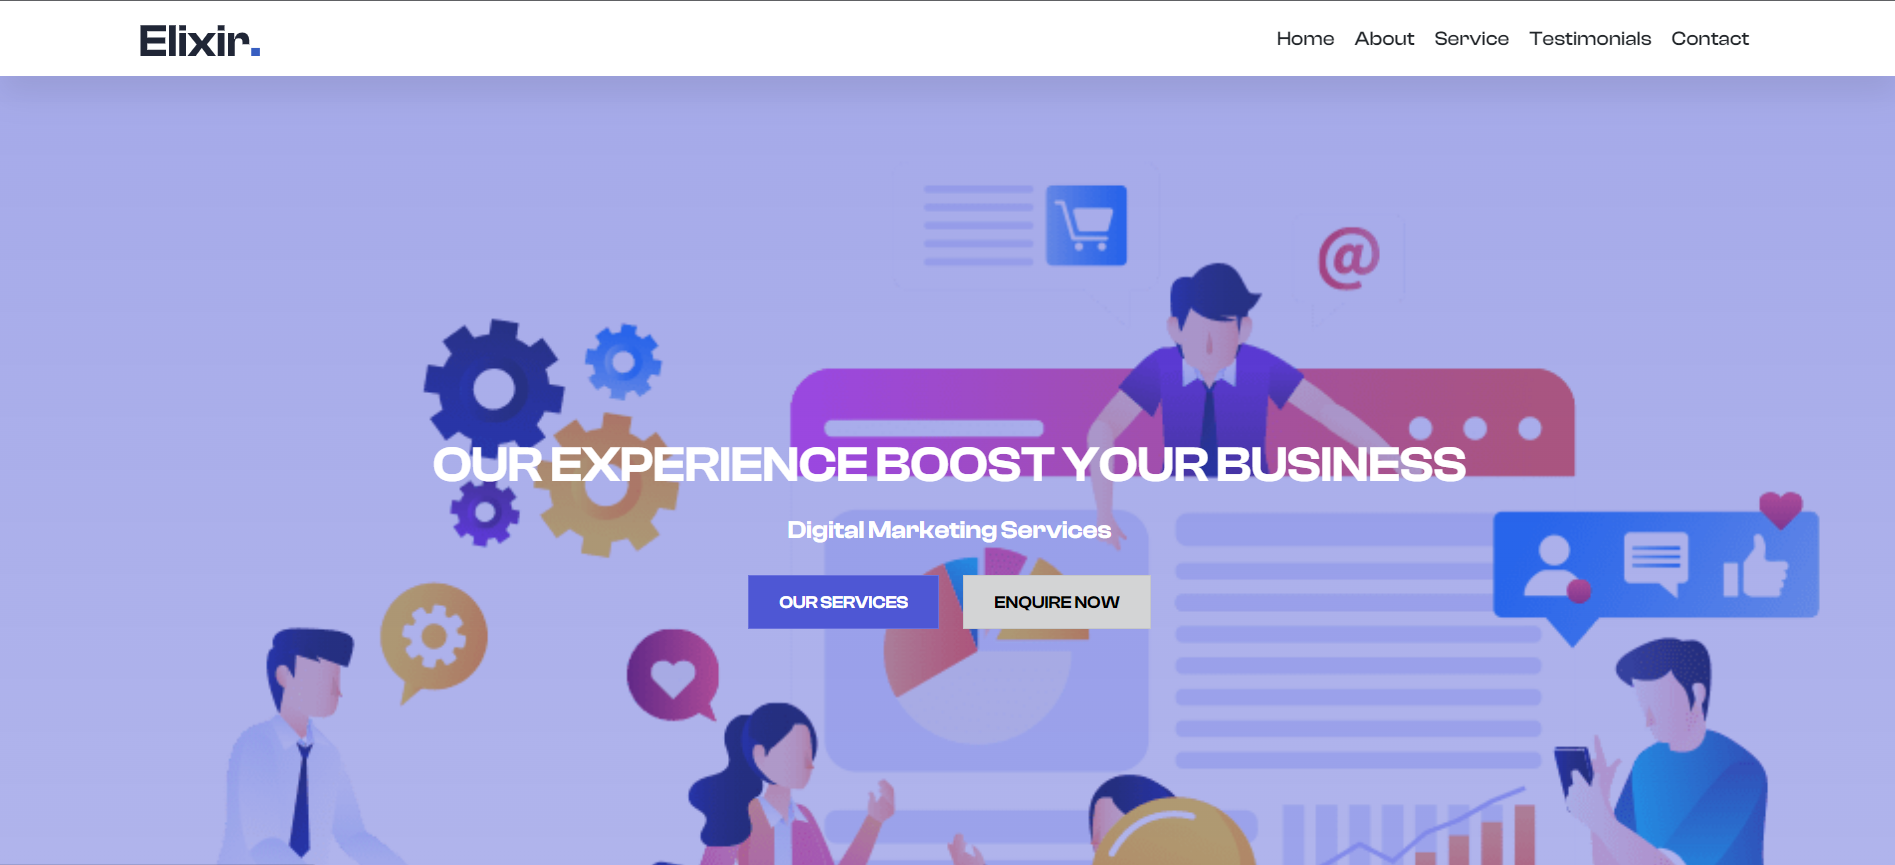 Elixir.
Home About Service Testimonials Contact
@
OUR EXPERIENCE BOOST YOUR BUSINESS
Digital Marketing Services
OUR SERVICES ENQUIRE NOW